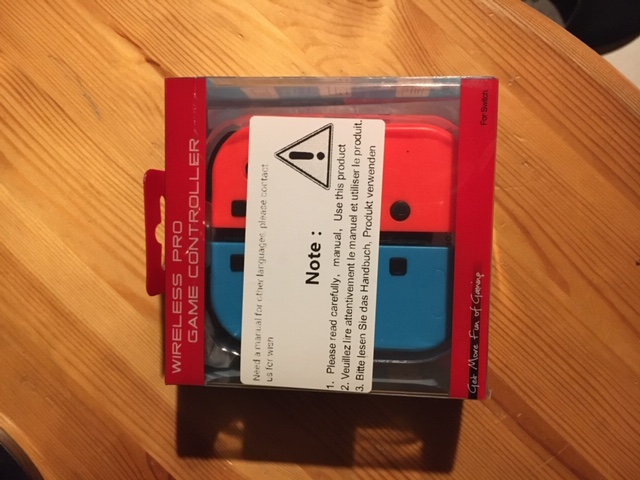 WIRELESS PRO
GAME CONTROLLER
Need a manual for other languages, please contact
us for wish
Note :
1. Please read carefully, manual, Use this product
2. Veuillez lire attentivement le manuel et utiliser le produit.
3. Bitte lesen Sie das Handbuch, Produkt verwenden
Get More Fun of Gaming
For Switch